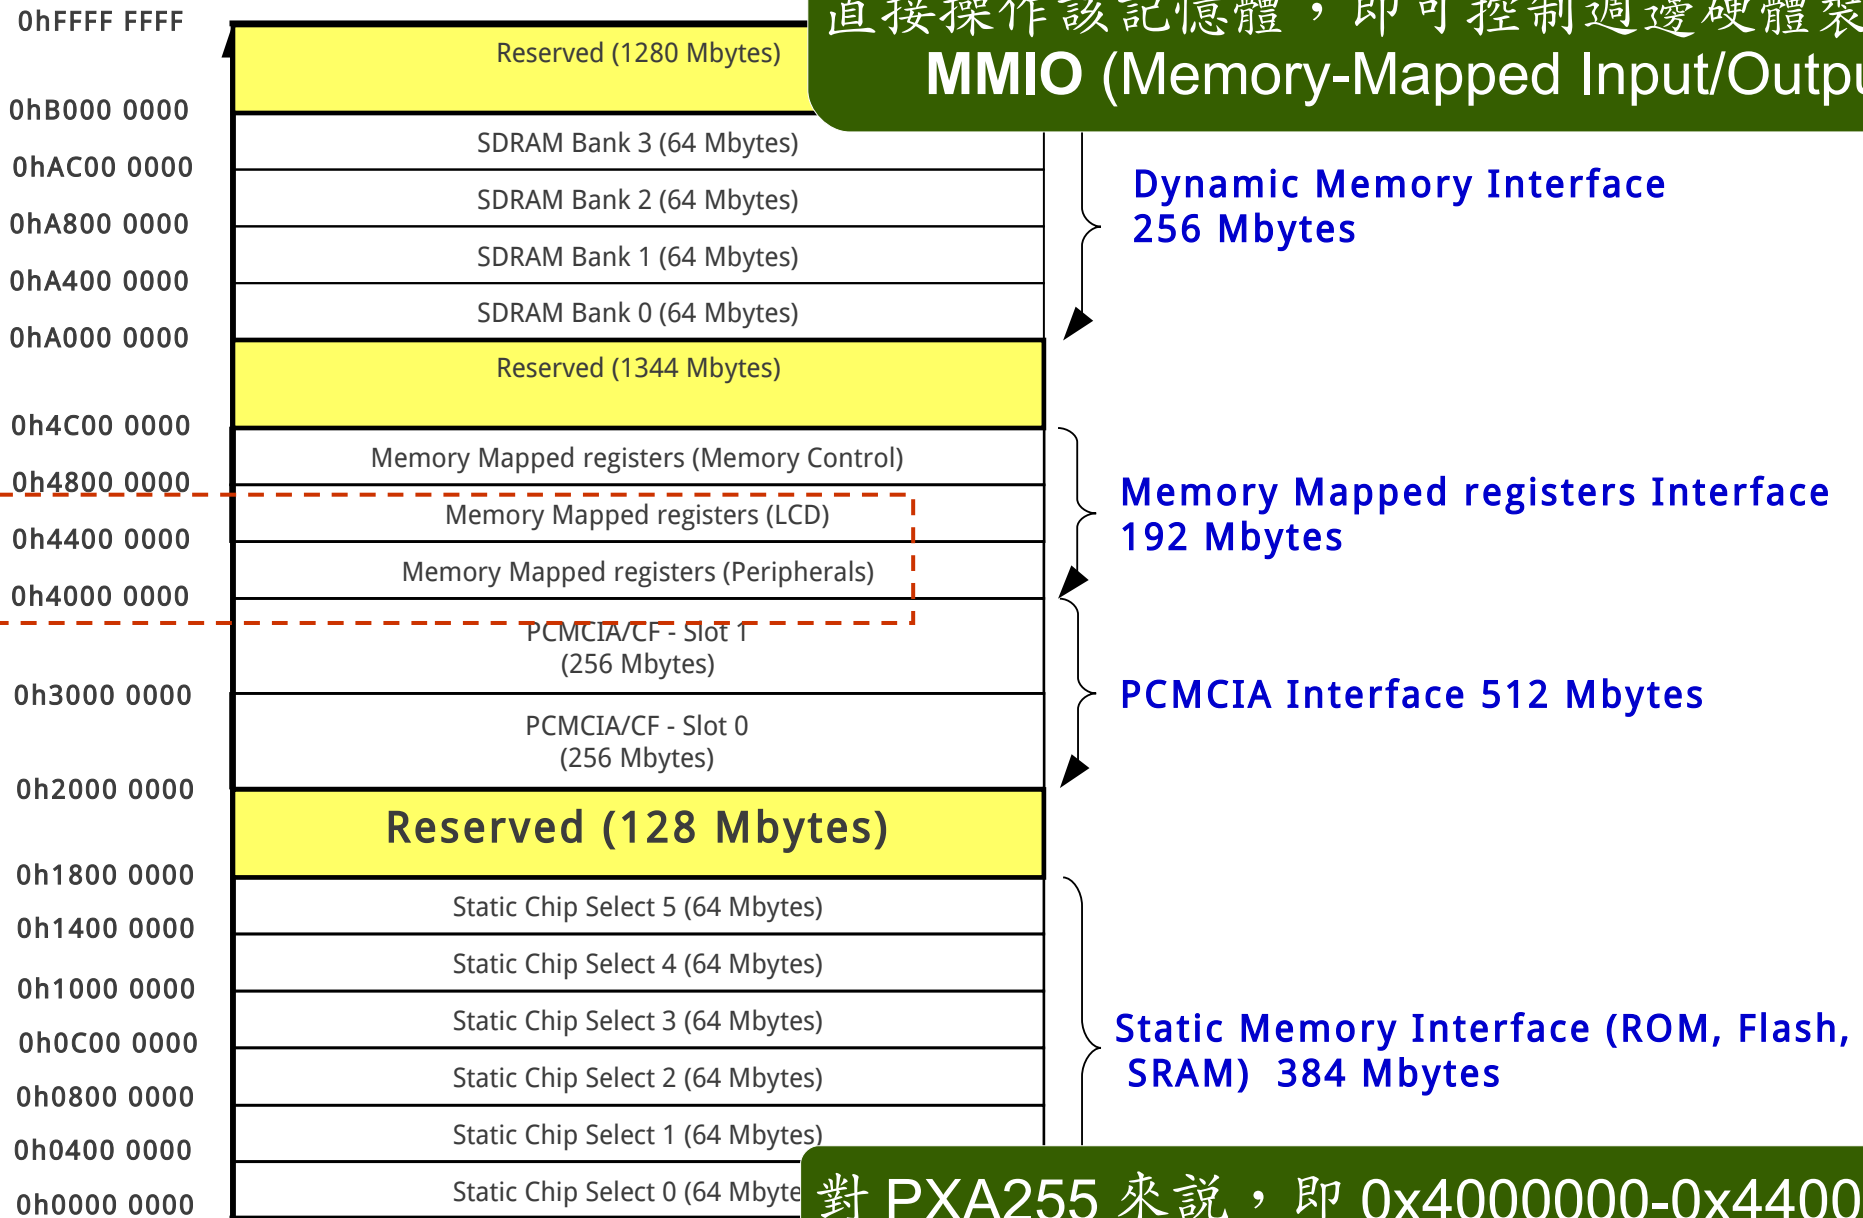 直接操作該記憶體，即可控制週邊硬體裝
MMIO (Memory-Mapped Input/Outpu
0hFFFF FFFF
Reserved (1280 Mbytes)
0hB000 0000
SDRAM Bank 3 (64 Mbytes)
0hAC00 0000
SDRAM Bank 2 (64 Mbytes)
0hA800 0000
SDRAM Bank 1 (64 Mbytes)
0hA400 0000
SDRAM Bank 0 (64 Mbytes)
0hA000 0000
Dynamic Memory Interface
256 Mbytes
Reserved (1344 Mbytes)
0h4C00 0000
Memory Mapped registers (Memory Control)
0h4800 0000
Memory Mapped registers (LCD)
0h4400 0000
Memory Mapped registers (Peripherals)
0h4000 0000
Memory Mapped registers Interface
192 Mbytes
PCMCIA/CF - Slot 1
(256 Mbytes)
0h3000 0000
PCMCIA/CF - Slot 0
(256 Mbytes)
0h2000 0000
PCMCIA Interface 512 Mbytes
Reserved (128 Mbytes)
0h1800 0000
Static Chip Select 5 (64 Mbytes)
0h1400 0000
Static Chip Select 4 (64 Mbytes)
0h1000 0000
Static Chip Select 3 (64 Mbytes)
0h0C00 0000
Static Chip Select 2 (64 Mbytes)
0h0800 0000
Static Chip Select 1 (64 Mbytes)
0h0400 0000
Static Chip Select 0 (64 Mbyte
0h0000 0000
Static Memory Interface (ROM, Flash,
SRAM) 384 Mbytes
對 PXA255 來說，即 0x4000000-0x4400